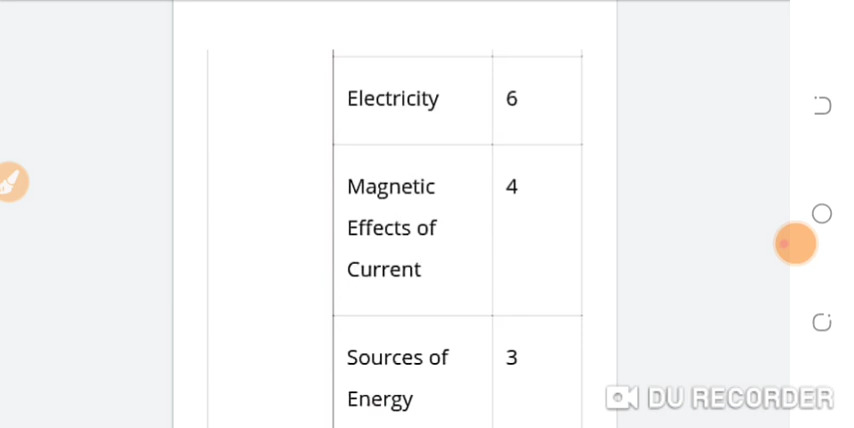 Electricity 6
Magnetic 4
Effects of
Current
Sources of 3
Energy
DU RECORDER